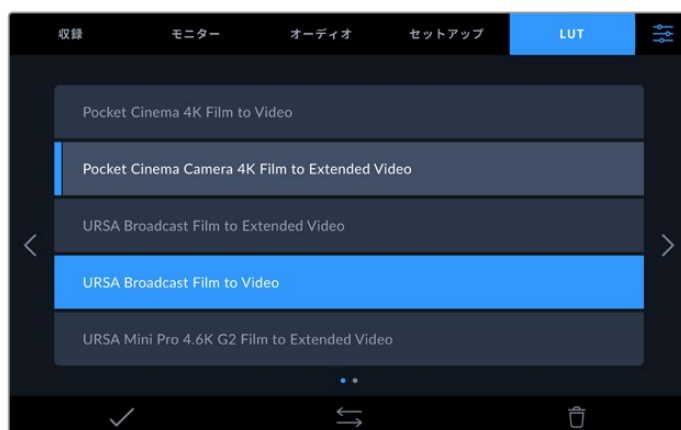 収録 モニター オーディオ セットアップ LUT
Pocket Cinema 4K Film to Video
Pocket Cinema Camera 4K Film to Extended Video
URSA Broadcast Film to Extended Video
URSA Broadcast Film to Video
URSA Mini Pro 4.6K G2 Film to Extended Video